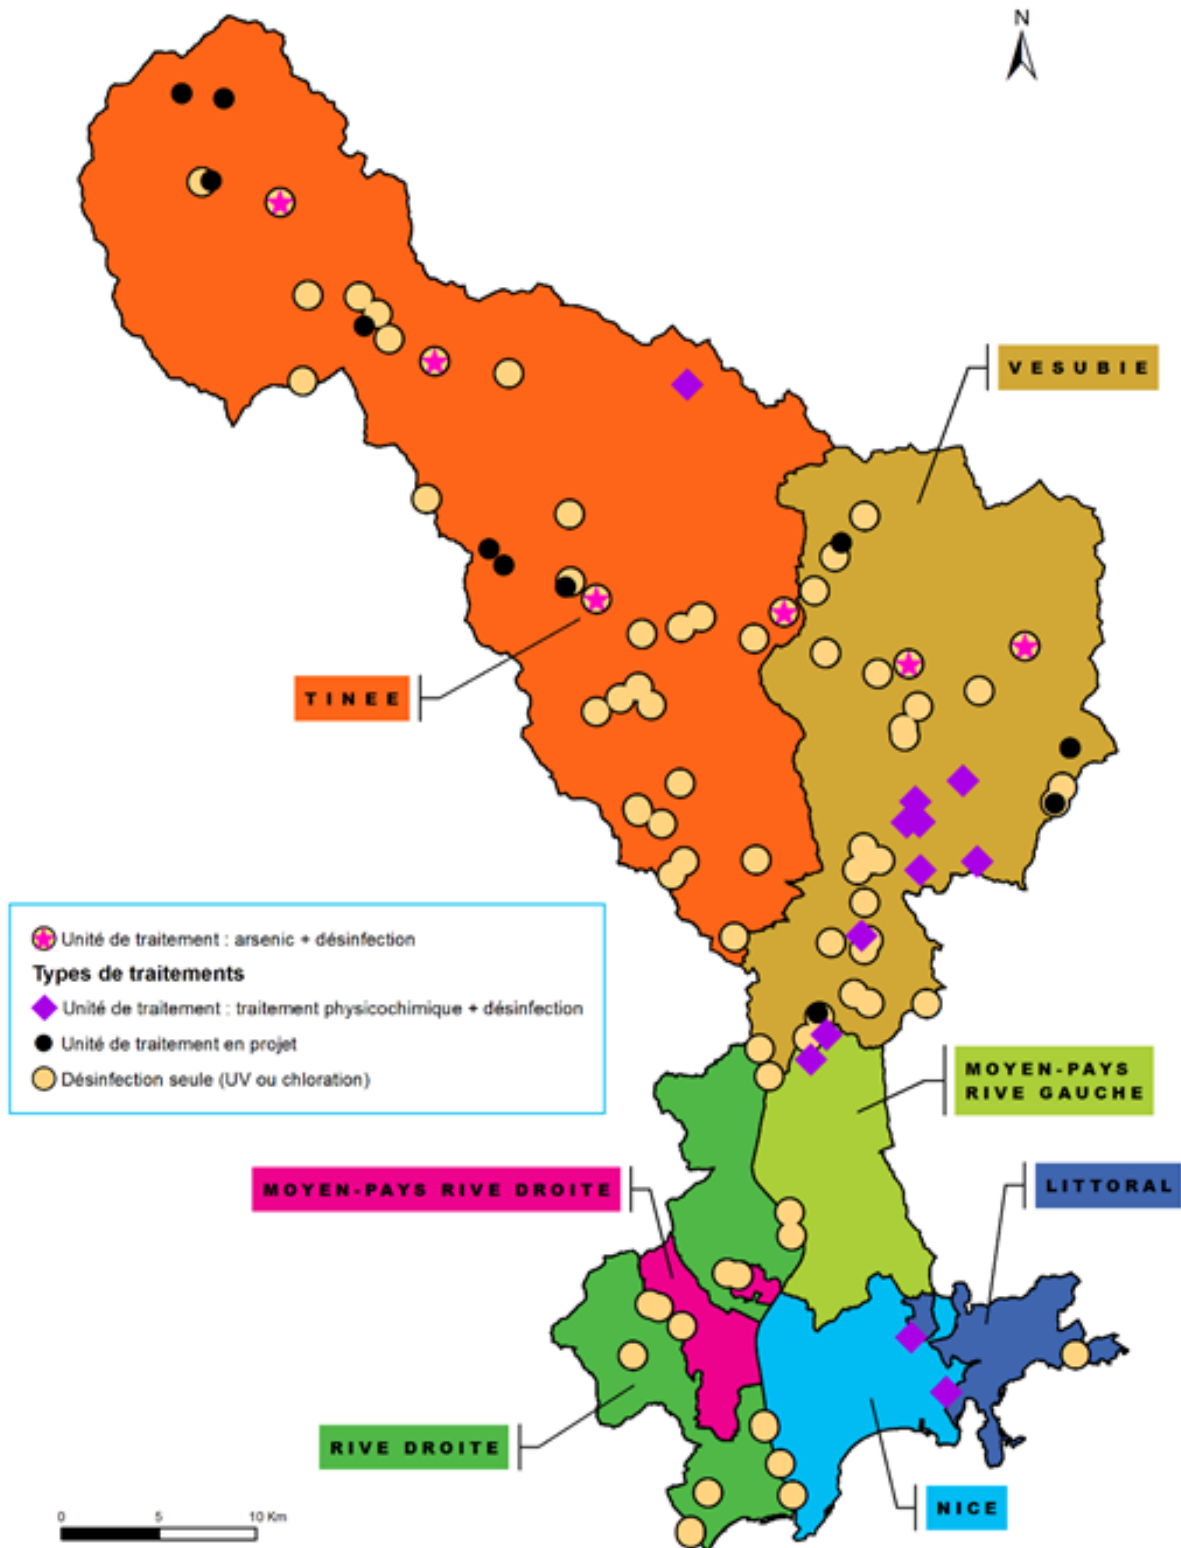 N
VESUBIE
TINEE
Unité de traitement : arsenic + désinfection
Types de traitements
Unité de traitement : traitement physicochimique + désinfection
Unité de traitement en projet
Désinfection seule (UV ou chloration)
MOYEN-PAYS
RIVE GAUCHE
MOYEN-PAYS RIVE DROITE
LITTORAL
RIVE DROITE
NICE
0 5 10 Km